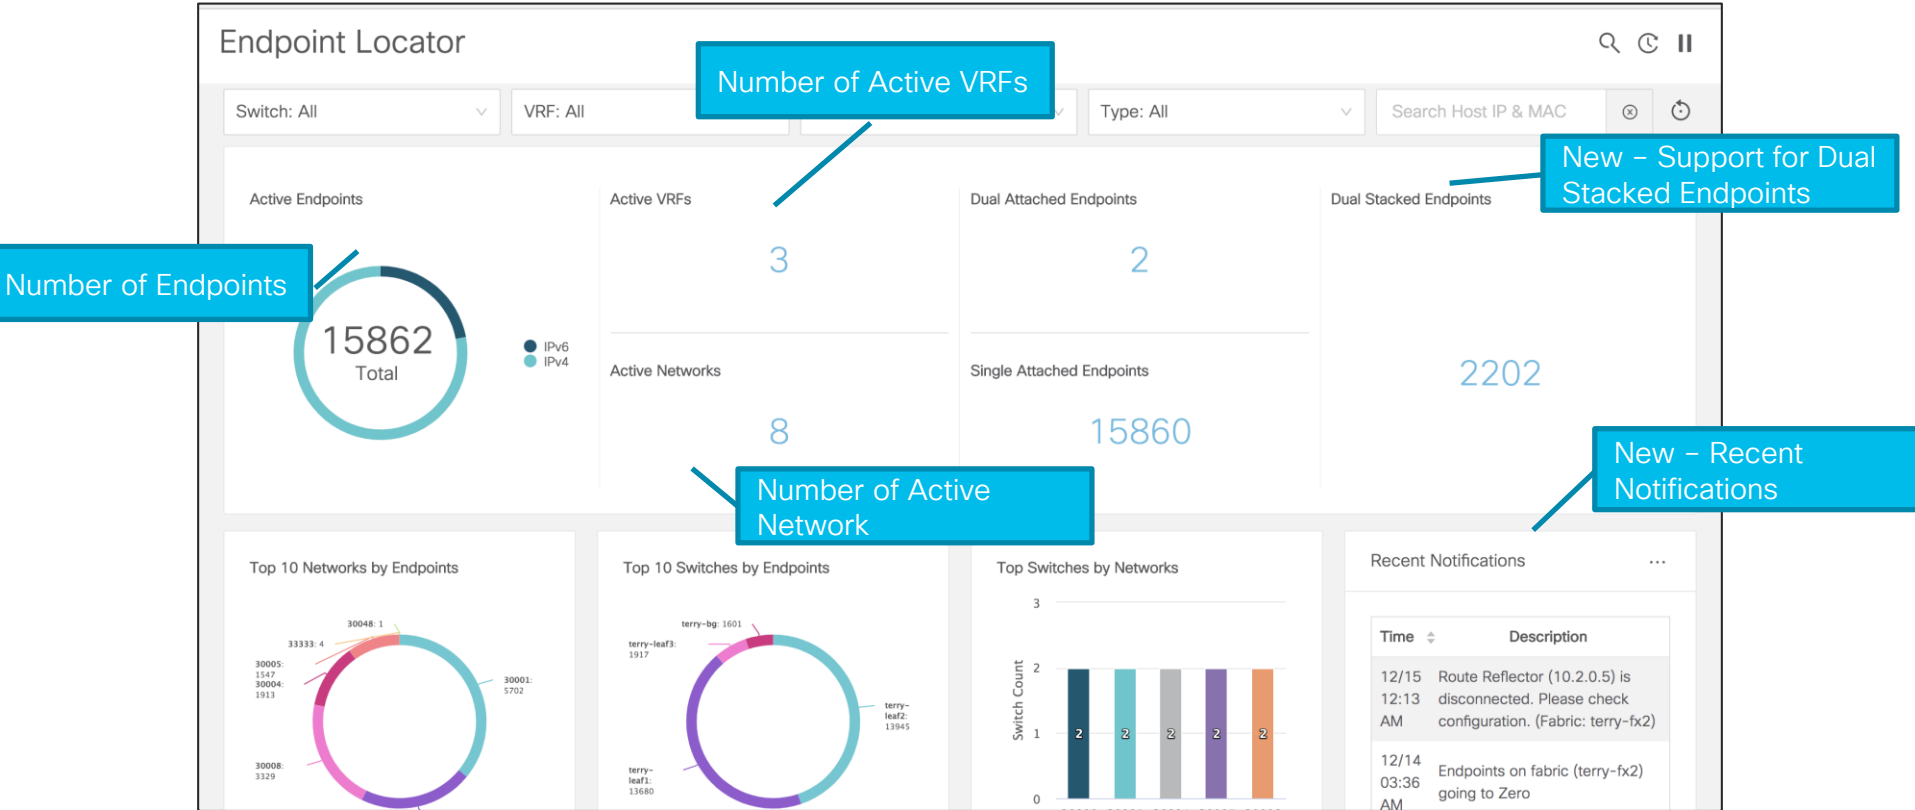 Endpoint Locator
Number of Active VRFs
Switch: All
VRF: All
Type: All
Search Host IP & MAC
New – Support for Dual
Stacked Endpoints
Active Endpoints
Active VRFs
Dual Attached Endpoints
Dual Stacked Endpoints
3
2
Number of Endpoints
15862
Total
IPv6
IPv4
Active Networks
Single Attached Endpoints
2202
8
15860
New – Recent
Notifications
Number of Active
Network
Top 10 Networks by Endpoints
30048: 1
33333: 4
30005:
1547
30004:
1913
30001:
5702
30008:
3329
Top 10 Switches by Endpoints
terry-bg: 1601
terry-leaf3:
1917
terry-
leaf2:
13945
terry-
leaf1:
13680
Top Switches by Networks
3
2
1
0
Switch Count
2 2 2 2 2
Recent Notifications
...
Time Description
12/15
12:13
AM
Route Reflector (10.2.0.5) is
disconnected. Please check
configuration. (Fabric: terry-fx2)
12/14
03:36
AM
Endpoints on fabric (terry-fx2)
going to Zero